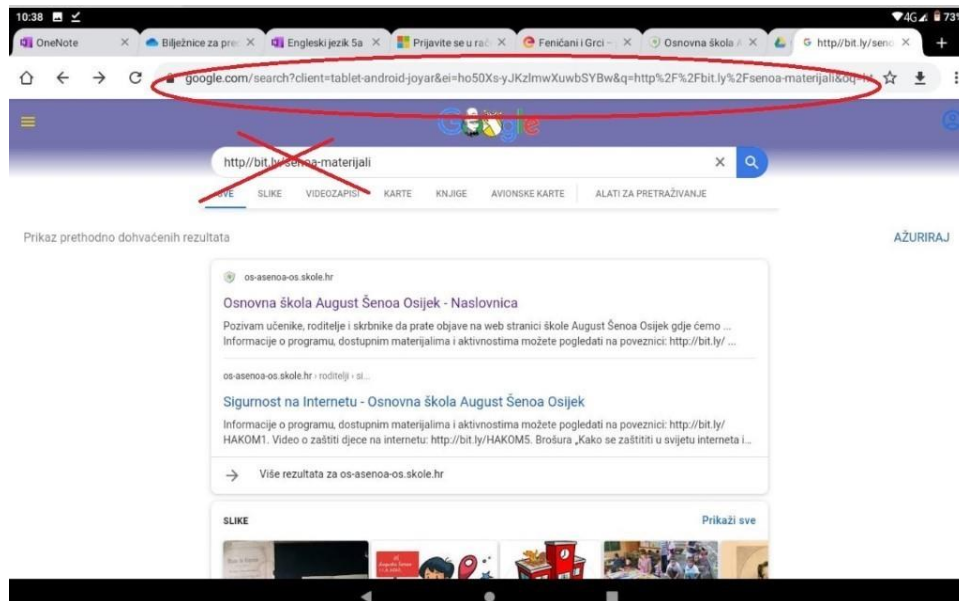 10:38
4G 73%
OneNote
Bilježnice za pre
Engleski jezik 5a
Prijavite se u rač
Feničani i Grci –
Osnovna škola A
http//bit.ly/seno
google.com/search?client=tablet-android-joyar&ei=ho50Xs-yJKzlmwXuwbSYBw&q=http%2F%2Fbit.ly%2Fsenoa-materijali&oq=
Google
http//bit.ly/senoa-materijali
SVE SLIKE VIDEOZAPISI KARTE KNJIGE AVIONSKE KARTE ALATI ZA PRETRAŽIVANJE
Prikaz prethodno dohvaćenih rezultata AŽURIRAJ
os-asenoa-os.skole.hr
Osnovna škola August Šenoa Osijek - Naslovnica
Pozivam učenike, roditelje i skrbnike da prate objave na web stranici škole August Šenoa Osijek gdje ćemo ...
Informacije o programu, dostupnim materijalima i aktivnostima možete pogledati na poveznici: http://bit.ly/ ...
os-asenoa-os.skole.hr › roditelji › si...
Sigurnost na Internetu - Osnovna škola August Šenoa Osijek
Informacije o programu, dostupnim materijalima i aktivnostima možete pogledati na poveznici: http://bit.ly/
HAKOM1. Video o zaštiti djece na internetu: http://bit.ly/HAKOM5. Brošura „Kako se zaštititi u svijetu interneta i...
Više rezultata za os-asenoa-os.skole.hr
SLIKE Prikaži sve